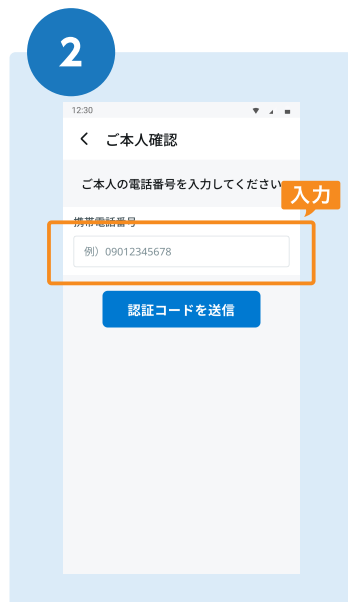 2
12:30
ご本人確認
ご本人の電話番号を入力してください
入力
携帯電話番号
例）09012345678
認証コードを送信